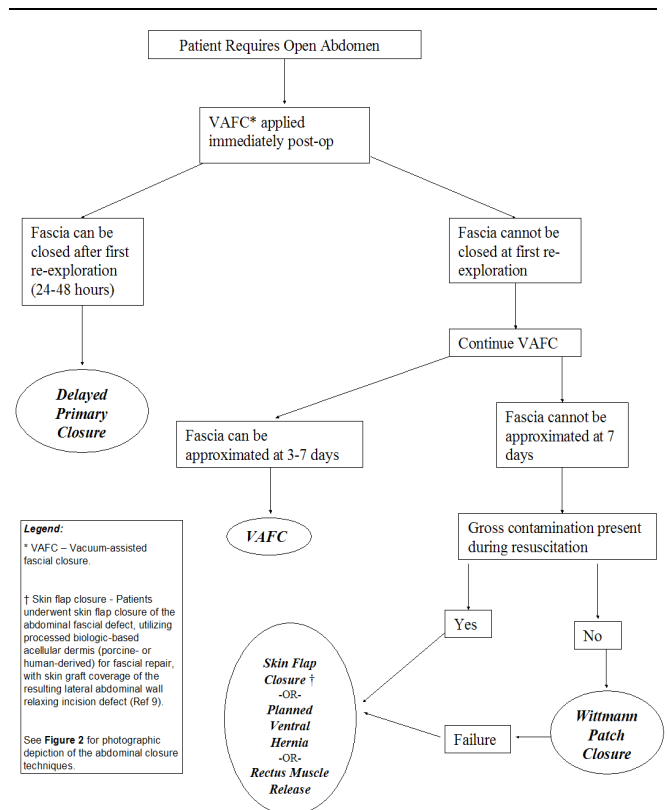 Patient Requires Open Abdomen
VAFC* applied
immediately post-op
Fascia can be
closed after first
re-exploration
(24-48 hours)
Fascia cannot be
closed at first re-
exploration
Continue VAFC
Delayed
Primary
Closure
Fascia can be
approximated at 3-7 days
Fascia cannot be
approximated at 7
days
VAFC
Gross contamination present
during resuscitation
Yes
No
Skin Flap
Closure †
-OR-
Planned
Ventral
Hernia
-OR-
Rectus Muscle
Release
Failure
Wittmann
Patch
Closure
Legend:
* VAFC – Vacuum-assisted
fascial closure.
† Skin flap closure - Patients
underwent skin flap closure of the
abdominal fascial defect, utilizing
processed biologic-based
acellular dermis (porcine- or
human-derived) for fascial repair,
with skin graft coverage of the
resulting lateral abdominal wall
relaxing incision defect (Ref 9).
See Figure 2 for photographic
depiction of the abdominal closure
techniques.